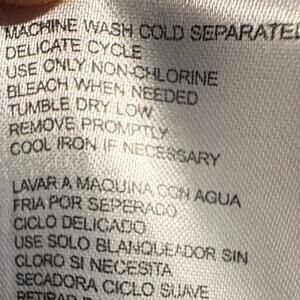 MACHINE WASH COLD SEPARATEL
DELICATE CYCLE
USE ONLY NON-CHLORINE
BLEACH WHEN NEEDED
TUMBLE DRY LOW
REMOVE PROMPTLY
COOL IRON IF NECESSARY
LAVAR A MAQUINA CON AGUA
FRIA POR SEPERADO
CICLO DELICADO
USE SOLO BLANQUEADOR SIN
CLORO SI NECESITA
SECADORA CICLO SUAVE
RETIRAR